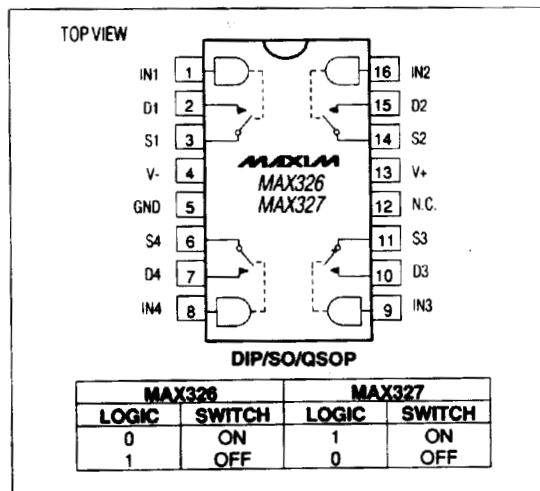 TOP VIEW
IN1 1 16 IN2
D1 2 15 D2
S1 3 14 S2
V- 4 13 V+
GND 5 12 N.C.
S4 6 11 S3
D4 7 10 D3
IN4 8 9 IN3
MAXIM
MAX326
MAX327
DIP/SO/QSOP
MAX326 MAX327
LOGIC SWITCH LOGIC SWITCH
0 ON 1 ON
1 OFF 0 OFF